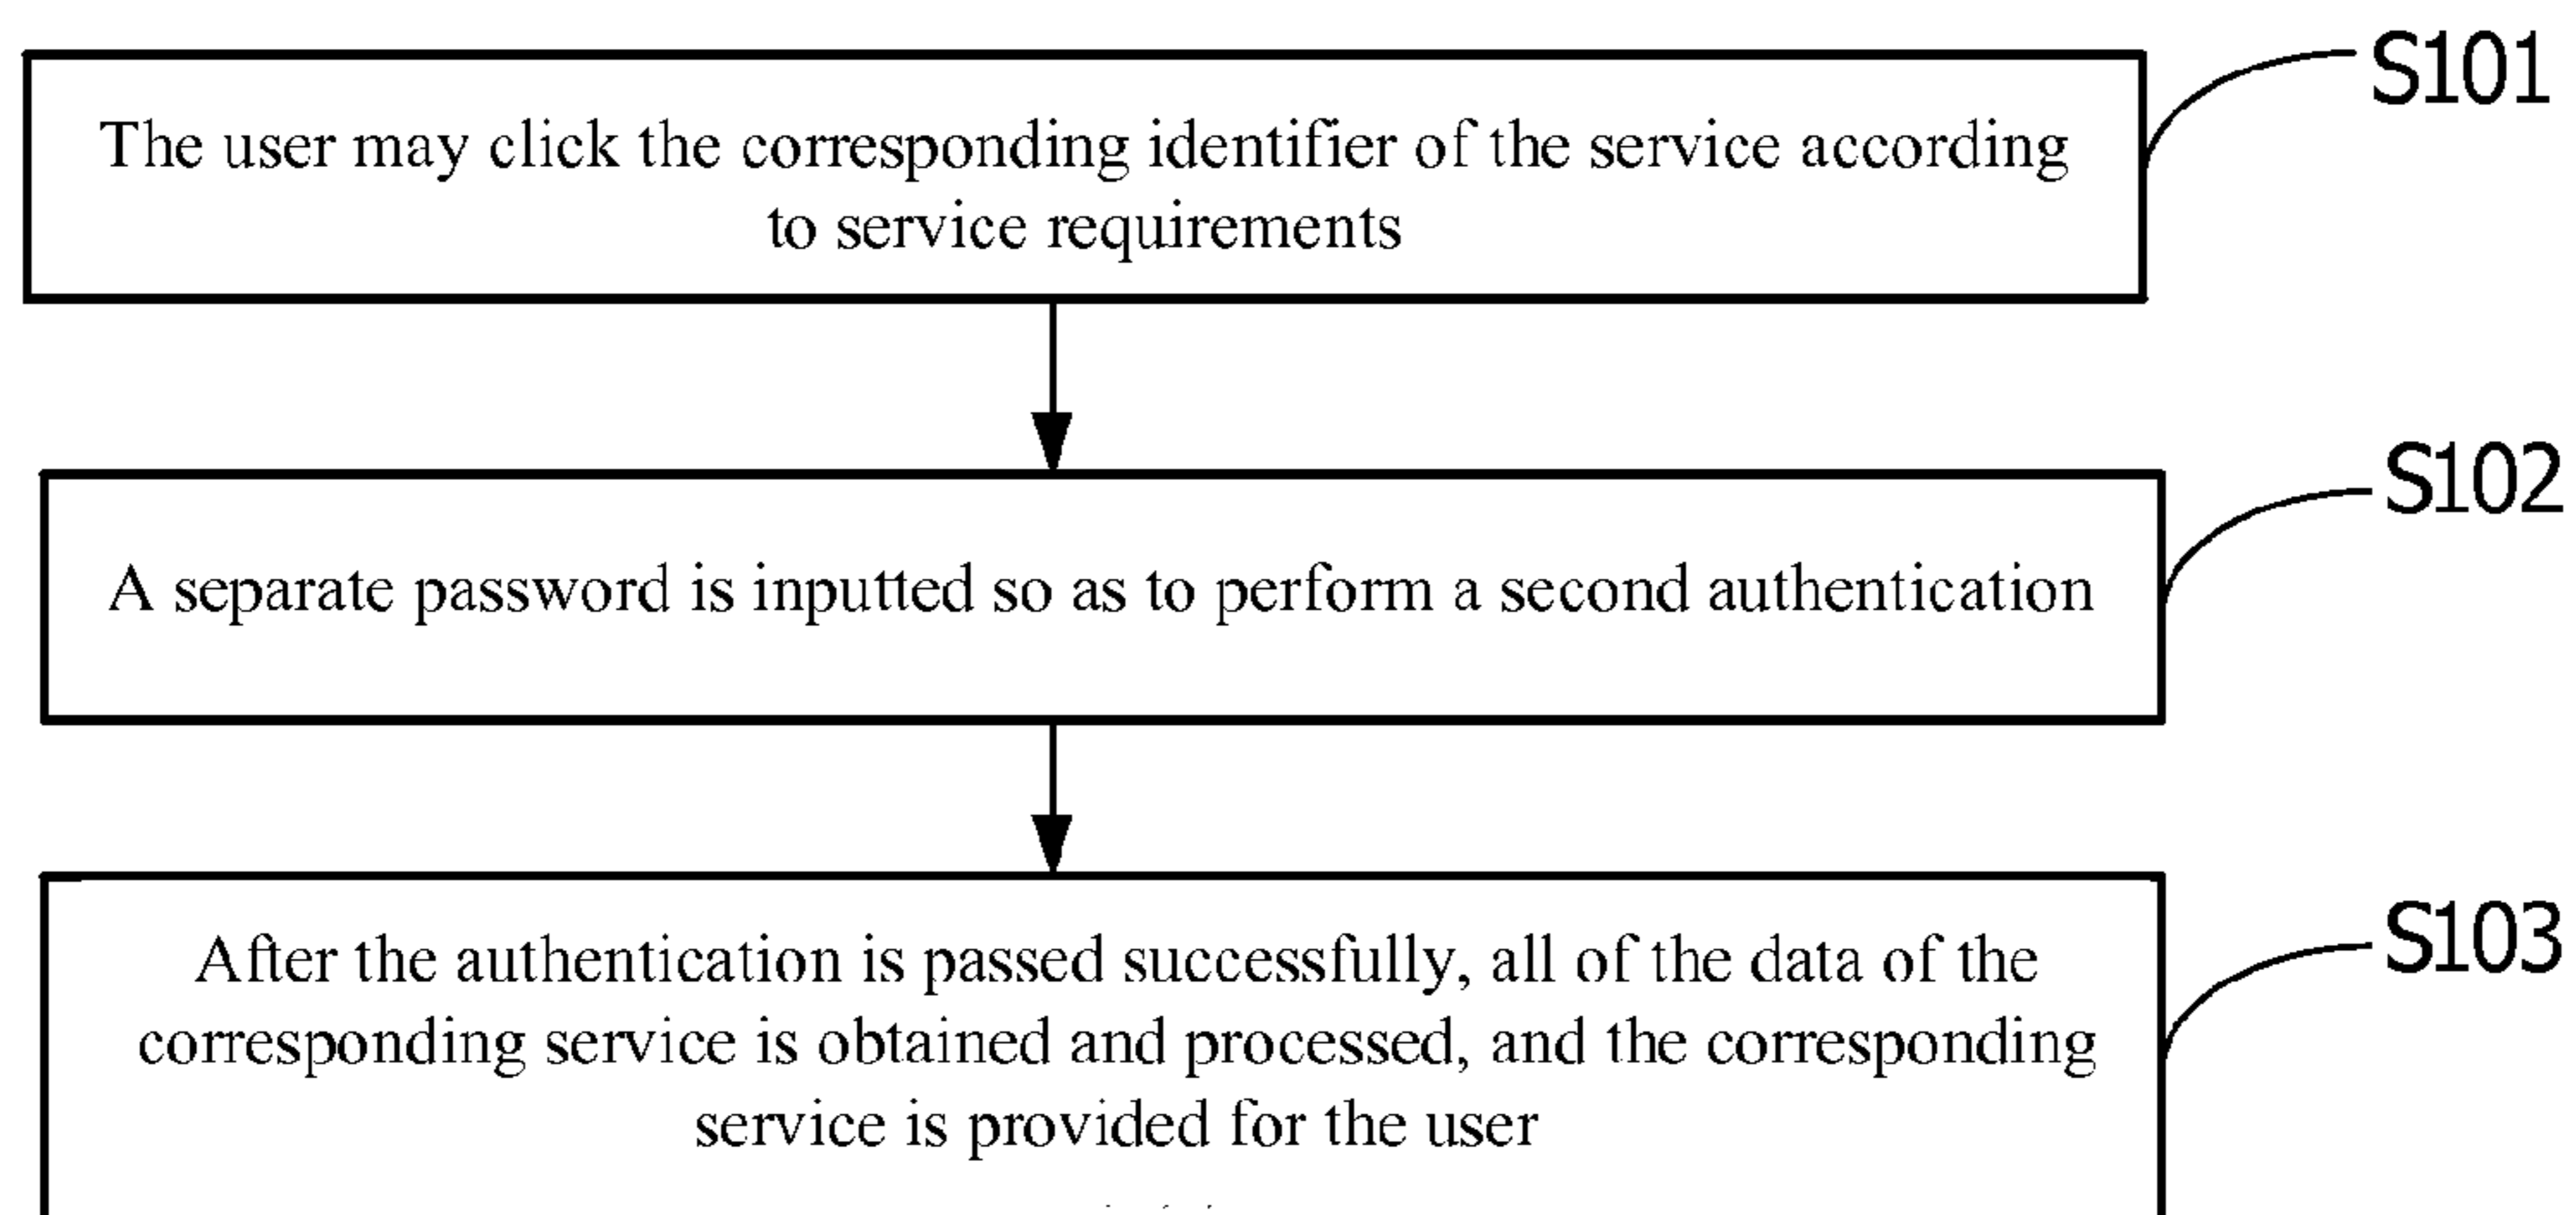 S101
The user may click the corresponding identifier of the service according
to service requirements
S102
A separate password is inputted so as to perform a second authentication
S103
After the authentication is passed successfully, all of the data of the
corresponding service is obtained and processed, and the corresponding
service is provided for the user